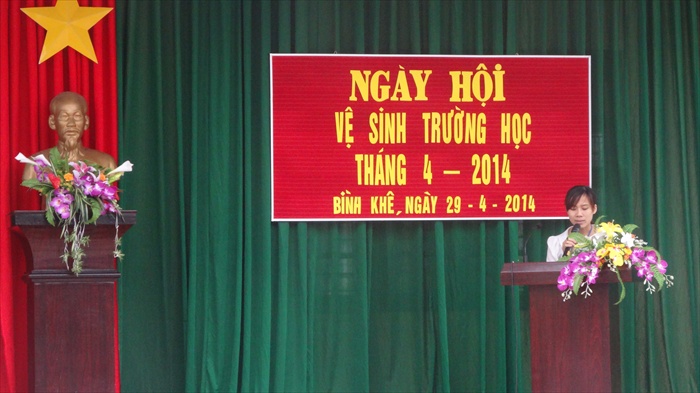 NGÀY HỘI
VỆ SINH TRƯỜNG HỌC
THÁNG 4 - 2014
BÌNH KHÊ, NGÀY 29 - 4 - 2014